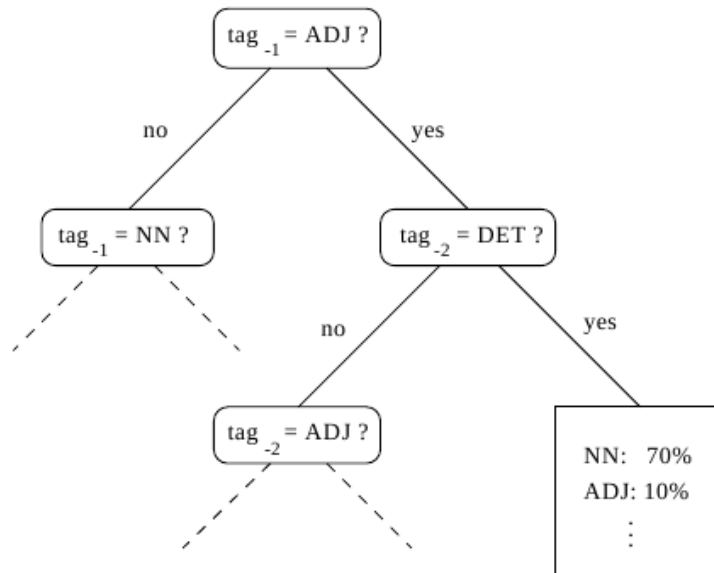 tag -1 = ADJ ?
no
yes
tag -1 = NN ?
tag -2 = DET ?
no
yes
tag -2 = ADJ ?
NN: 70%
ADJ: 10%
⋮